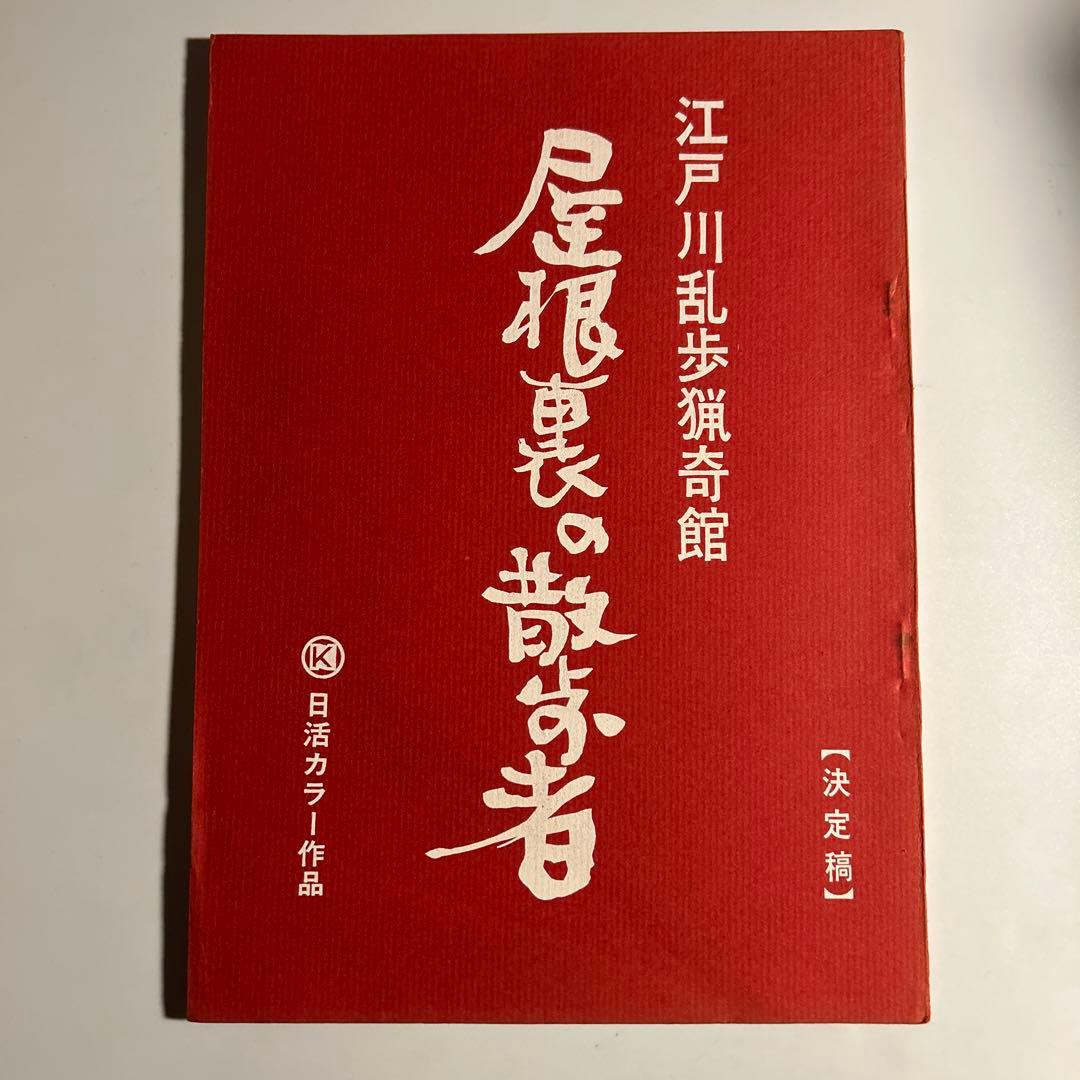 【決定稿】
江戸川乱歩猟奇館
屋根裏の散歩者
K 日活カラー作品